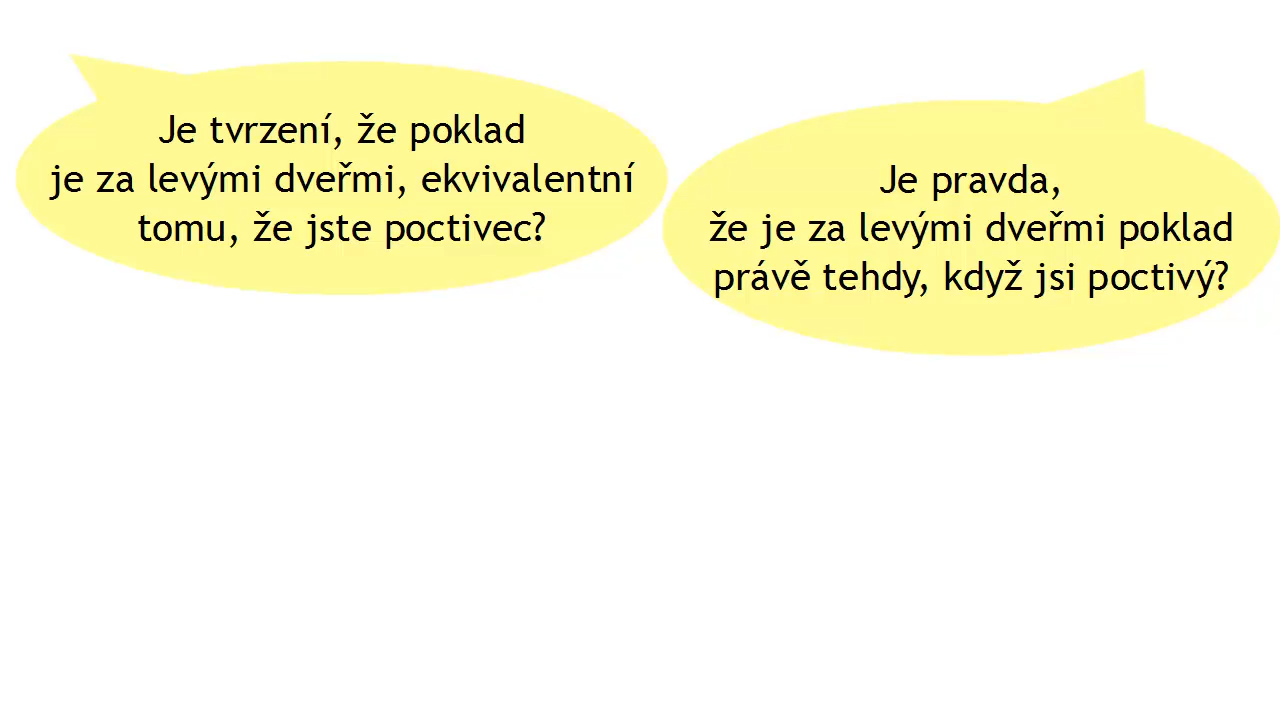 Je tvrzení, že poklad
je za levými dveřmi, ekvivalentní
tomu, že jste poctivec?
Je pravda,
že je za levými dveřmi poklad
právě tehdy, když jsi poctivý?